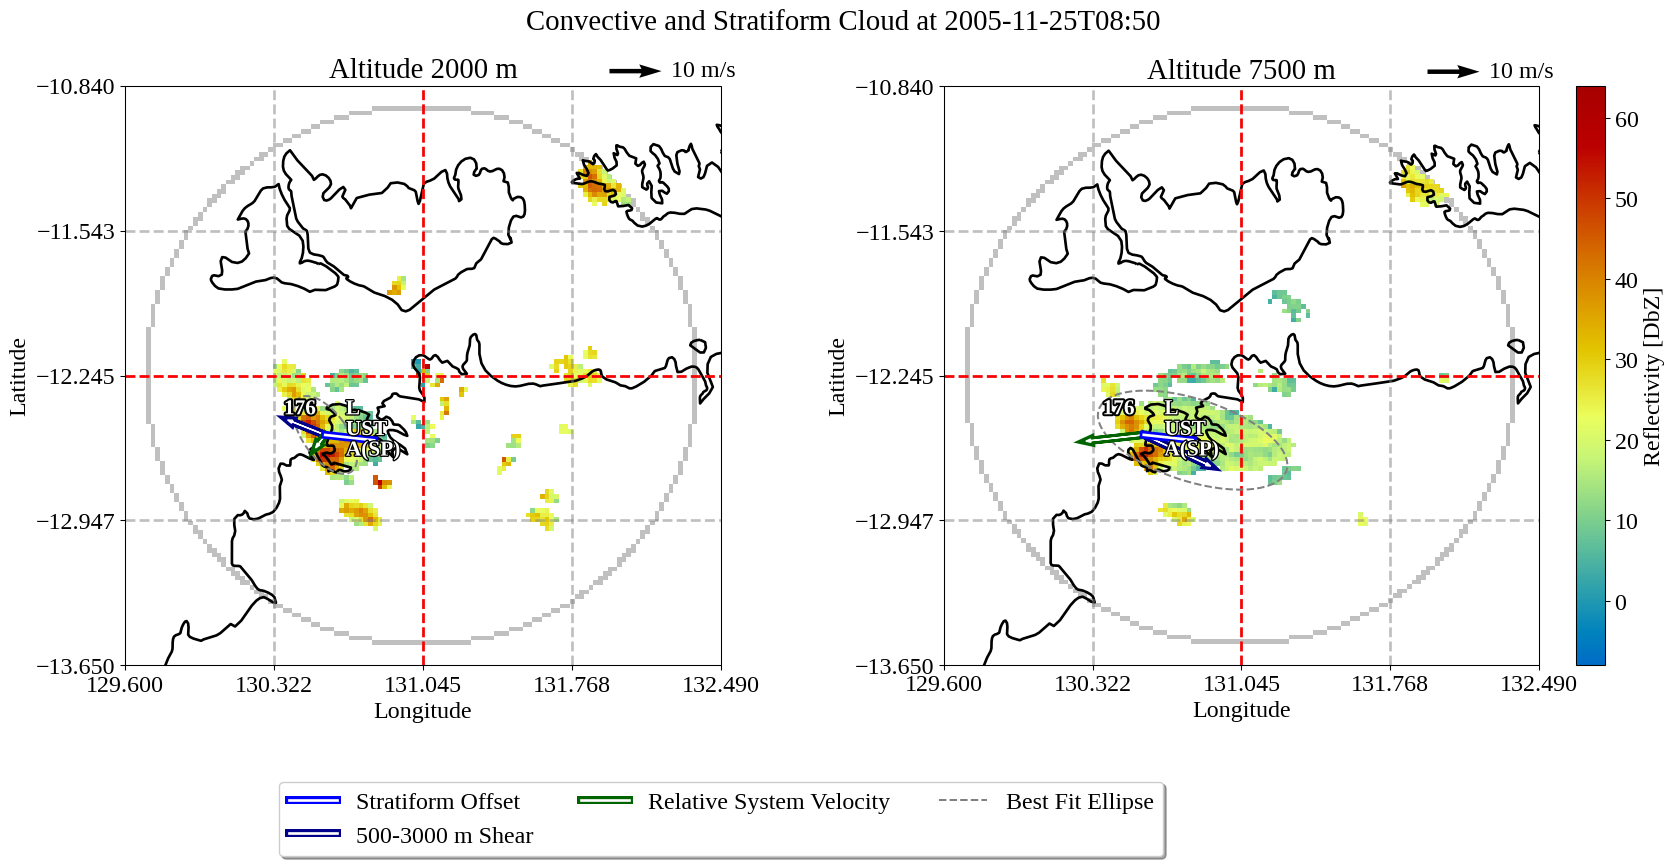 Convective and Stratiform Cloud at 2005-11-25T08:50
Altitude 2000 m
10 m/s
−10.840
−11.543
−12.245
−12.947
−13.650
129.600
130.322
131.045
131.768
132.490
Longitude
Latitude
176
L
UST
A(SP)
Altitude 7500 m
10 m/s
−10.840
−11.543
−12.245
−12.947
−13.650
129.600
130.322
131.045
131.768
132.490
Longitude
Latitude
176
L
UST
A(SP)
60
50
40
30
20
10
0
Reflectivity [DbZ]
Stratiform Offset
500-3000 m Shear
Relative System Velocity
Best Fit Ellipse